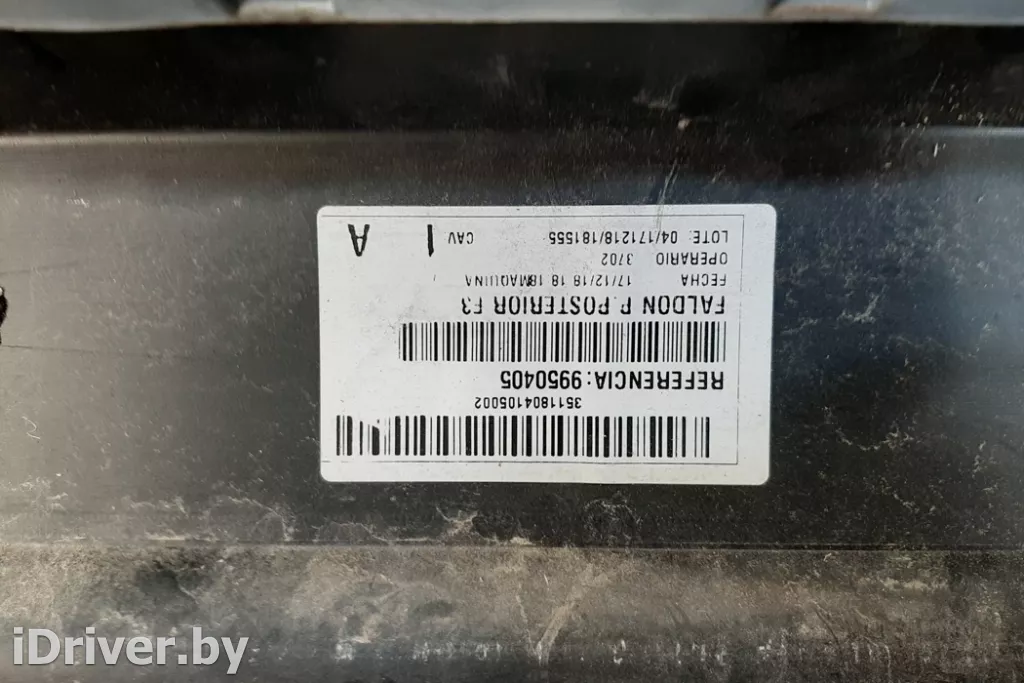 3511804105002
REFERENCIA:9950405
FALDON P.POSTERIOR F3
FECHA 17/12/18 18 MAQUINA
OPERARIO 3702
LOTE: 04/171218/181555 CAV 1 A
iDriver.by